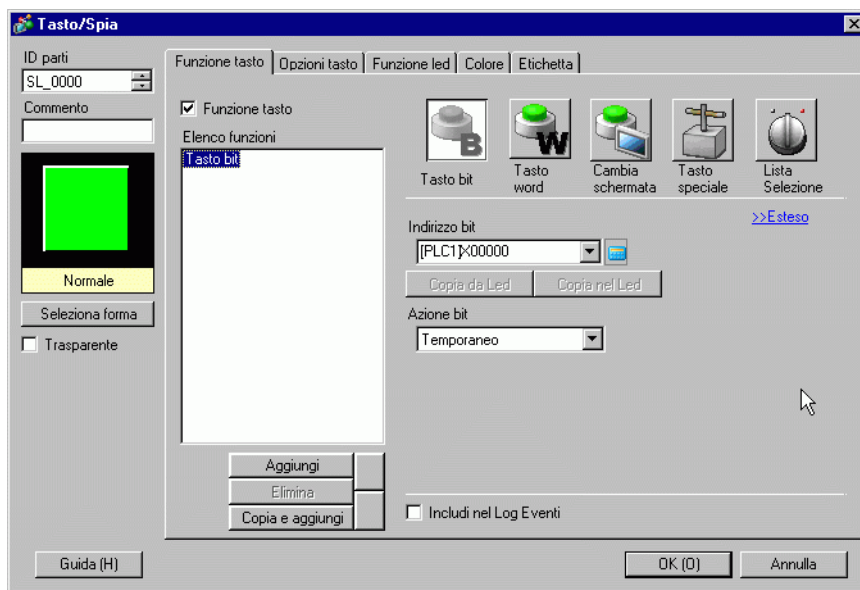 Tasto/Spia
ID parti
SL_0000
Commento
Normale
Seleziona forma
Trasparente
Funzione tasto
Opzioni tasto
Funzione led
Colore
Etichetta
Funzione tasto
Elenco funzioni
Tasto bit
Aggiungi
Elimina
Copia e aggiungi
B
W
Tasto bit
Tasto
word
Cambia
schermata
Tasto
speciale
Lista
Selezione
>>Esteso
Indirizzo bit
[PLC1]X00000
Copia da Led
Copia nel Led
Azione bit
Temporaneo
Includi nel Log Eventi
Guida (H)
OK (O)
Annulla